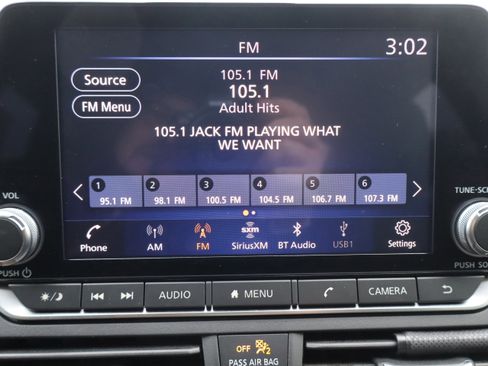 FM
3:02
Source
FM Menu
105.1 FM
105.1
Adult Hits
105.1 JACK FM PLAYING WHAT
WE WANT
1 2 3 4 5 6
95.1 FM 98.1 FM 100.5 FM 104.5 FM 106.7 FM 107.3 FM
Phone AM FM sxm SiriusXM BT Audio USB1 Settings
VOL
PUSH
TUNE-SC
PUSH SO
AUDIO MENU CAMERA
OFF 2
PASS AIR BAG